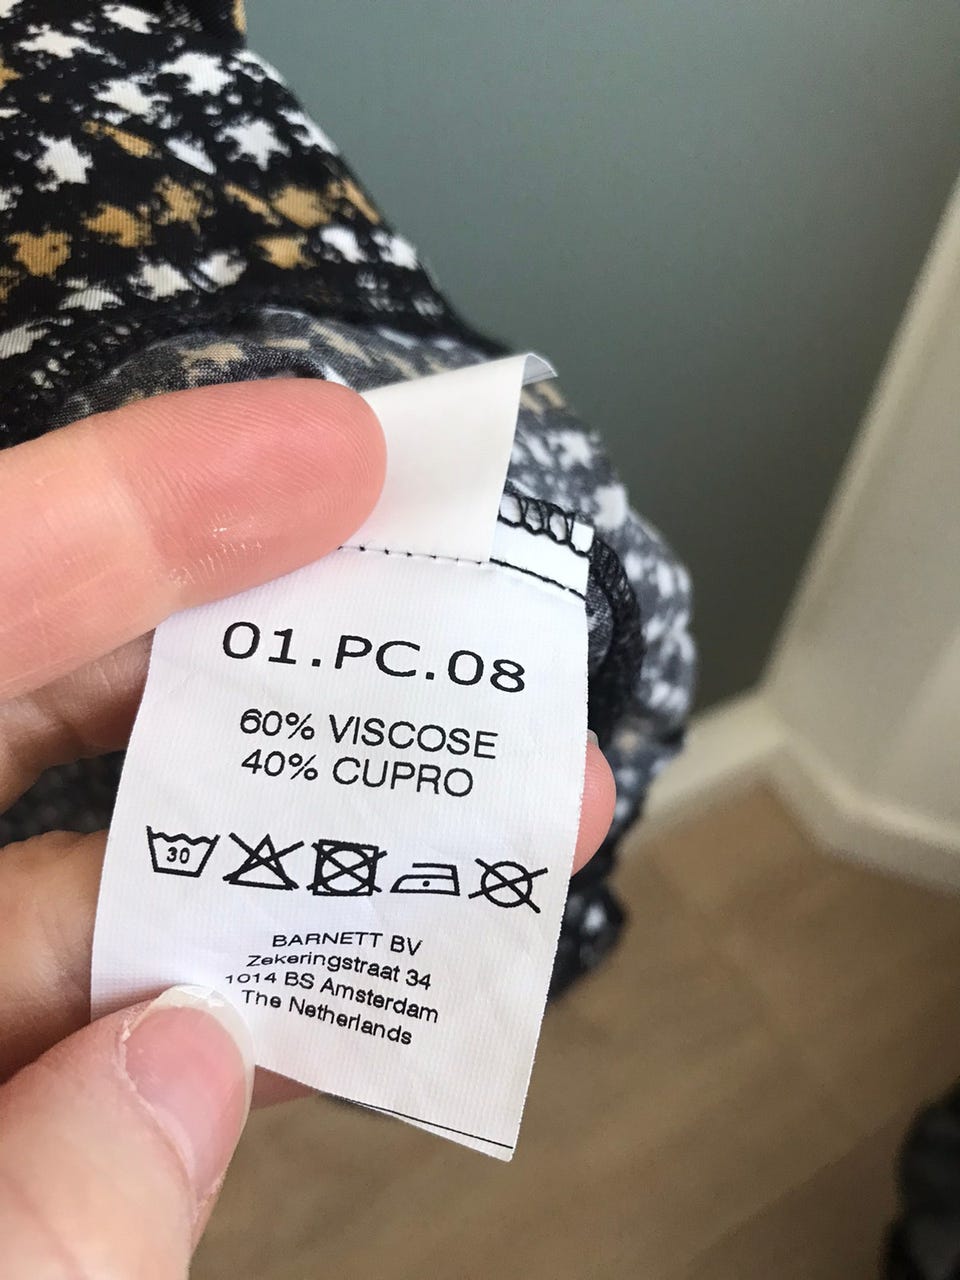 01.PC.08
60% VISCOSE
40% CUPRO
30
BARNETT BV
Zekeringstraat 34
1014 BS Amsterdam
The Netherlands